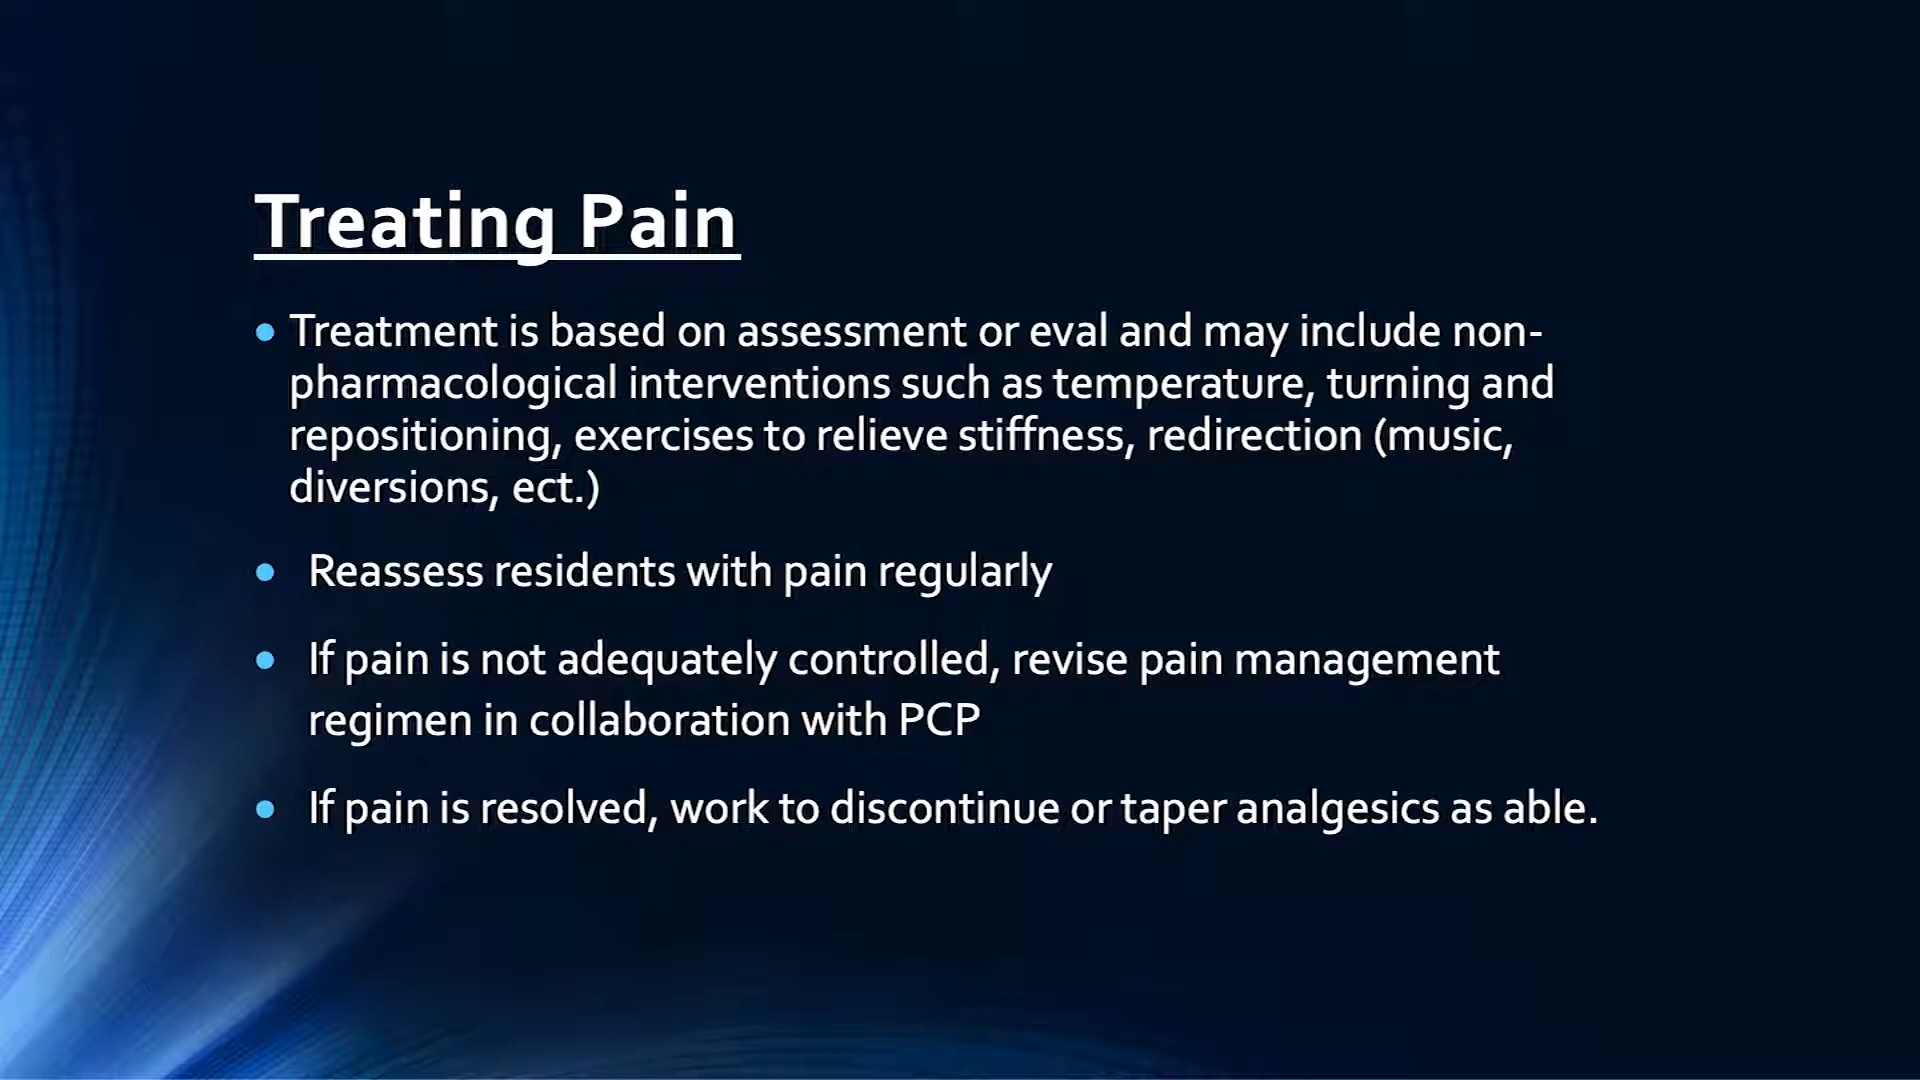 Treating Pain
• Treatment is based on assessment or eval and may include non-
pharmacological interventions such as temperature, turning and
repositioning, exercises to relieve stiffness, redirection (music,
diversions, ect.)
• Reassess residents with pain regularly
• If pain is not adequately controlled, revise pain management
regimen in collaboration with PCP
• If pain is resolved, work to discontinue or taper analgesics as able.